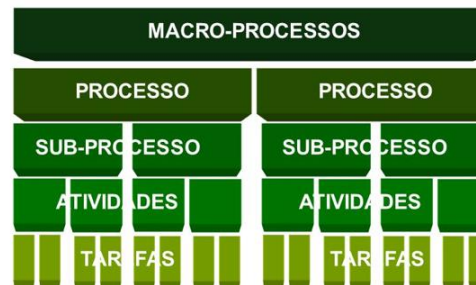 MACRO-PROCESSOS
PROCESSO PROCESSO
SUB-PROCESSO SUB-PROCESSO
ATIVIDADES ATIVIDADES
TAREFAS TAREFAS